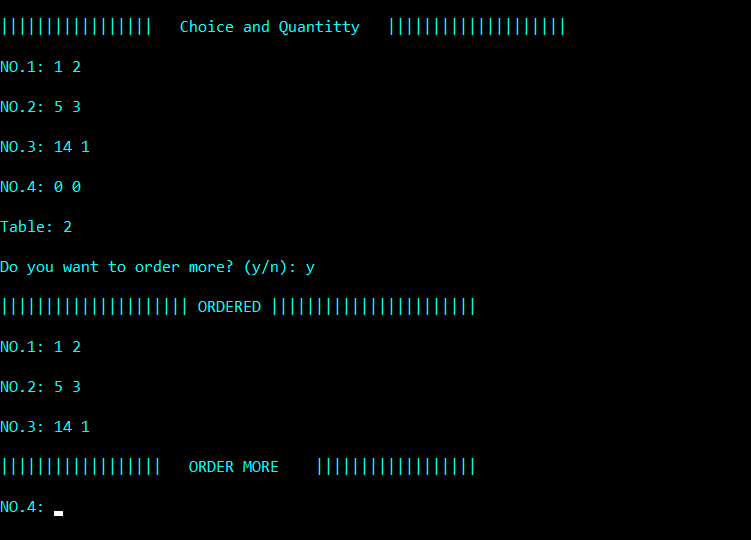 ||||||||||||||||| Choice and Quantitty ||||||||||||||||||||
NO.1: 1 2
NO.2: 5 3
NO.3: 14 1
NO.4: 0 0
Table: 2
Do you want to order more? (y/n): y
||||||||||||||||||||| ORDERED |||||||||||||||||||||||
NO.1: 1 2
NO.2: 5 3
NO.3: 14 1
|||||||||||||||||| ORDER MORE ||||||||||||||||||
NO.4: